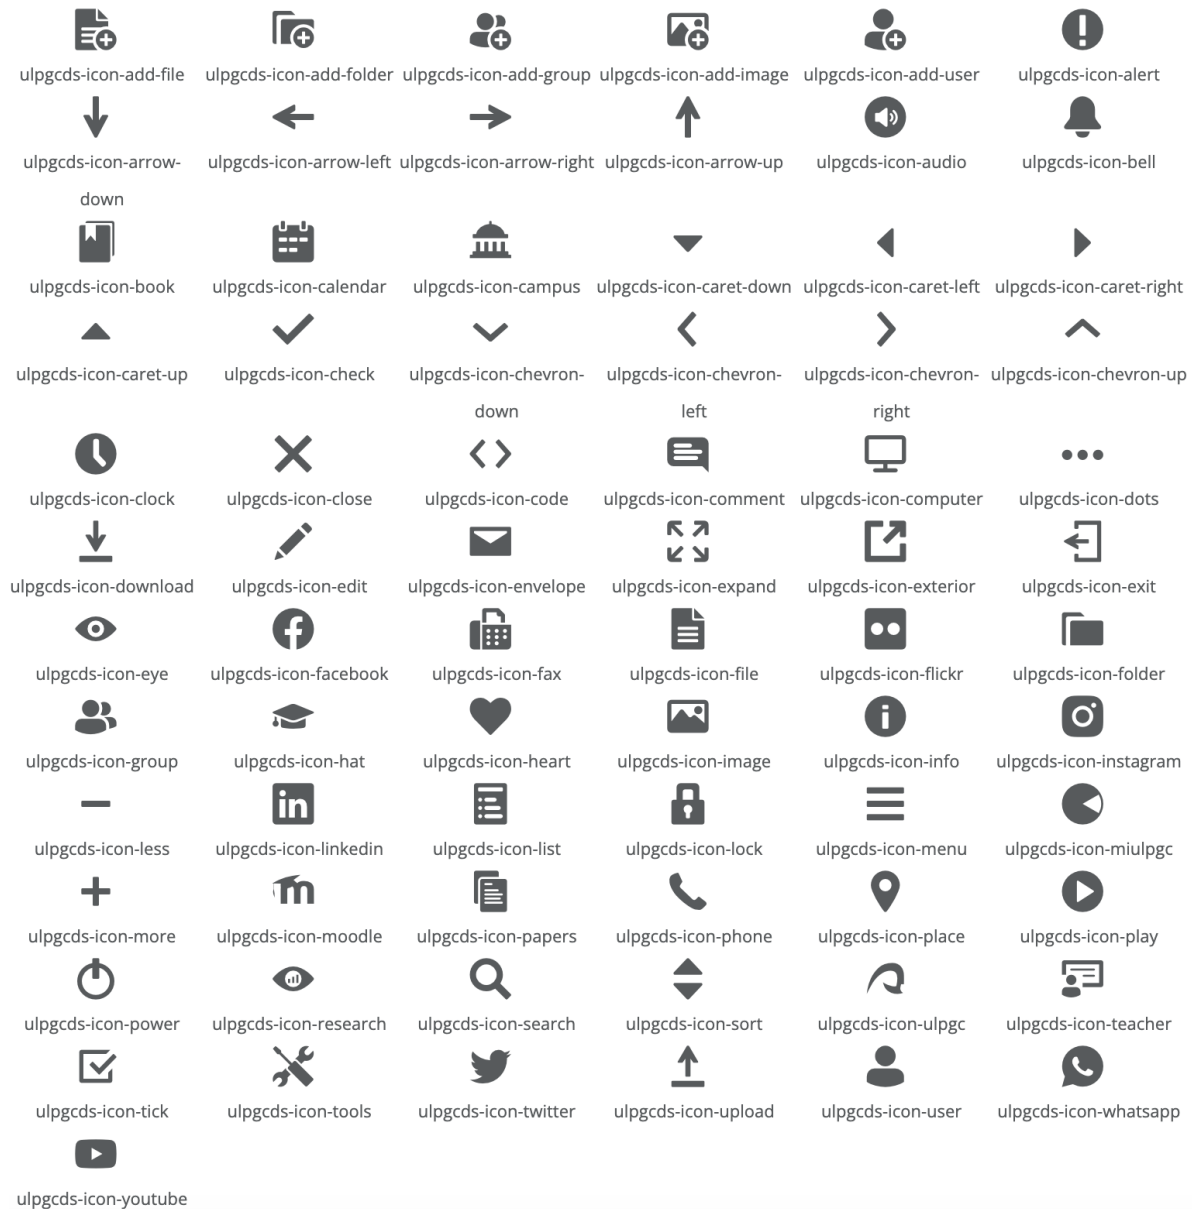 ulpgcds-icon-add-file ulpgcds-icon-add-folder ulpgcds-icon-add-group ulpgcds-icon-add-image ulpgcds-icon-add-user ulpgcds-icon-alert
ulpgcds-icon-arrow- ulpgcds-icon-arrow-left ulpgcds-icon-arrow-right ulpgcds-icon-arrow-up ulpgcds-icon-audio ulpgcds-icon-bell
down
ulpgcds-icon-book ulpgcds-icon-calendar ulpgcds-icon-campus ulpgcds-icon-caret-down ulpgcds-icon-caret-left ulpgcds-icon-caret-right
ulpgcds-icon-caret-up ulpgcds-icon-check ulpgcds-icon-chevron- ulpgcds-icon-chevron- ulpgcds-icon-chevron- ulpgcds-icon-chevron-up
down left right
ulpgcds-icon-clock ulpgcds-icon-close ulpgcds-icon-code ulpgcds-icon-comment ulpgcds-icon-computer ulpgcds-icon-dots
ulpgcds-icon-download ulpgcds-icon-edit ulpgcds-icon-envelope ulpgcds-icon-expand ulpgcds-icon-exterior ulpgcds-icon-exit
ulpgcds-icon-eye ulpgcds-icon-facebook ulpgcds-icon-fax ulpgcds-icon-file ulpgcds-icon-flickr ulpgcds-icon-folder
ulpgcds-icon-group ulpgcds-icon-hat ulpgcds-icon-heart ulpgcds-icon-image ulpgcds-icon-info ulpgcds-icon-instagram
in
ulpgcds-icon-less ulpgcds-icon-linkedin ulpgcds-icon-list ulpgcds-icon-lock ulpgcds-icon-menu ulpgcds-icon-miulpgc
m
ulpgcds-icon-more ulpgcds-icon-moodle ulpgcds-icon-papers ulpgcds-icon-phone ulpgcds-icon-place ulpgcds-icon-play
ulpgcds-icon-power ulpgcds-icon-research ulpgcds-icon-search ulpgcds-icon-sort ulpgcds-icon-ulpgc ulpgcds-icon-teacher
ulpgcds-icon-tick ulpgcds-icon-tools ulpgcds-icon-twitter ulpgcds-icon-upload ulpgcds-icon-user ulpgcds-icon-whatsapp
ulpgcds-icon-youtube